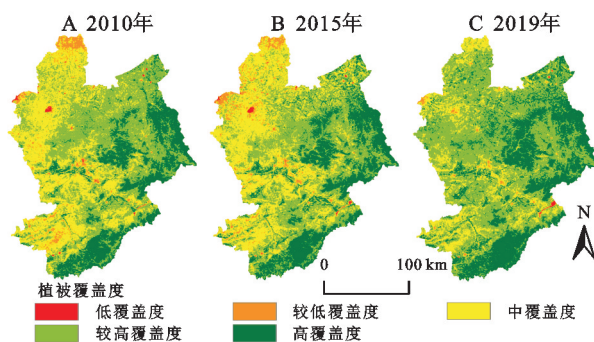 A 2010年 B 2015年 C 2019年
N
0 100 km
植被覆盖度
低覆盖度 较低覆盖度 中覆盖度
较高覆盖度 高覆盖度